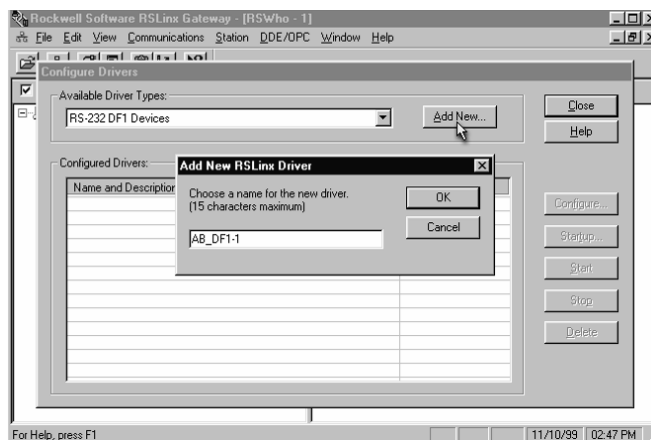 Rockwell Software RSLinx Gateway - [RSWho - 1]
File Edit View Communications Station DDE/OPC Window Help
Configure Drivers
Available Driver Types:
RS-232 DF1 Devices
Add New...
Close
Help
Configured Drivers:
Name and Description
Add New RSLinx Driver
Choose a name for the new driver.
(15 characters maximum)
AB_DF1-1
OK
Cancel
Configure...
Startup...
Start
Stop
Delete
For Help, press F1
11/10/99 02:47 PM